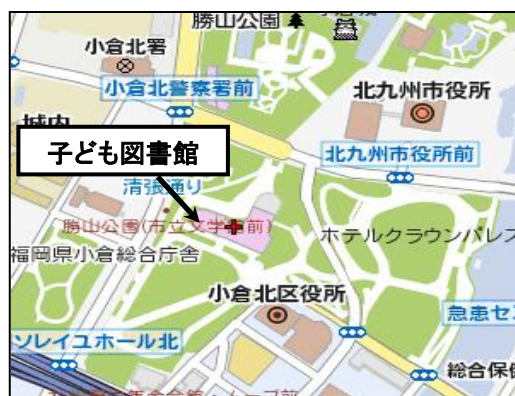 勝山公園
小倉北署
小倉北警察署前
北九州市役所
城内
子ども図書館
北九州市役所前
清張通り
勝山公園(市立文学館前)
ホテルクラウンパレス
福岡県小倉総合庁舎
小倉北区役所
急患セ
ソレイユホール北
総合保健